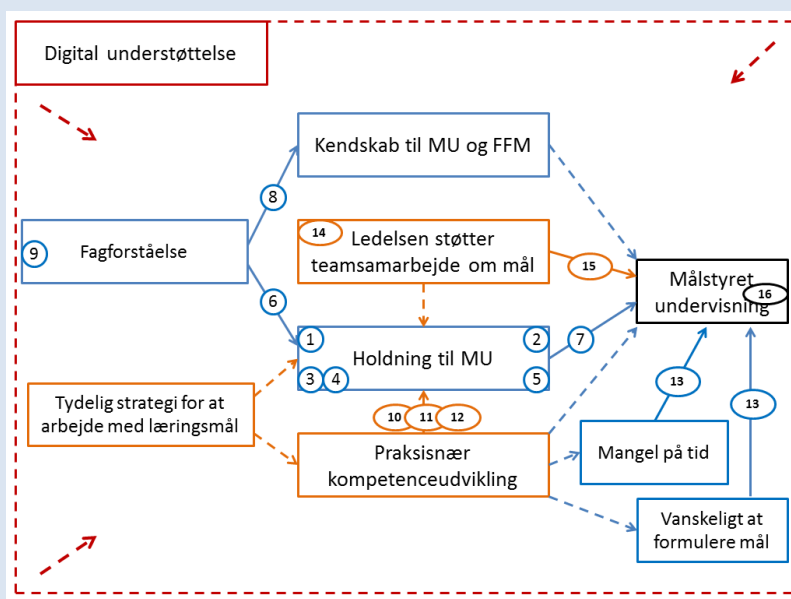 Digital understøttelse
Kendskab til MU og FFM
8
9
Fagforståelse
14
Ledelsen støtter
teamsamarbejde om mål
15
Målstyret
undervisning
16
6
1
2
7
Holdning til MU
3
4
5
13
13
Tydelig strategi for at
arbejde med læringsmål
10
11
12
Praksisnær
kompetenceudvikling
Mangel på tid
Vanskeligt at
formulere mål